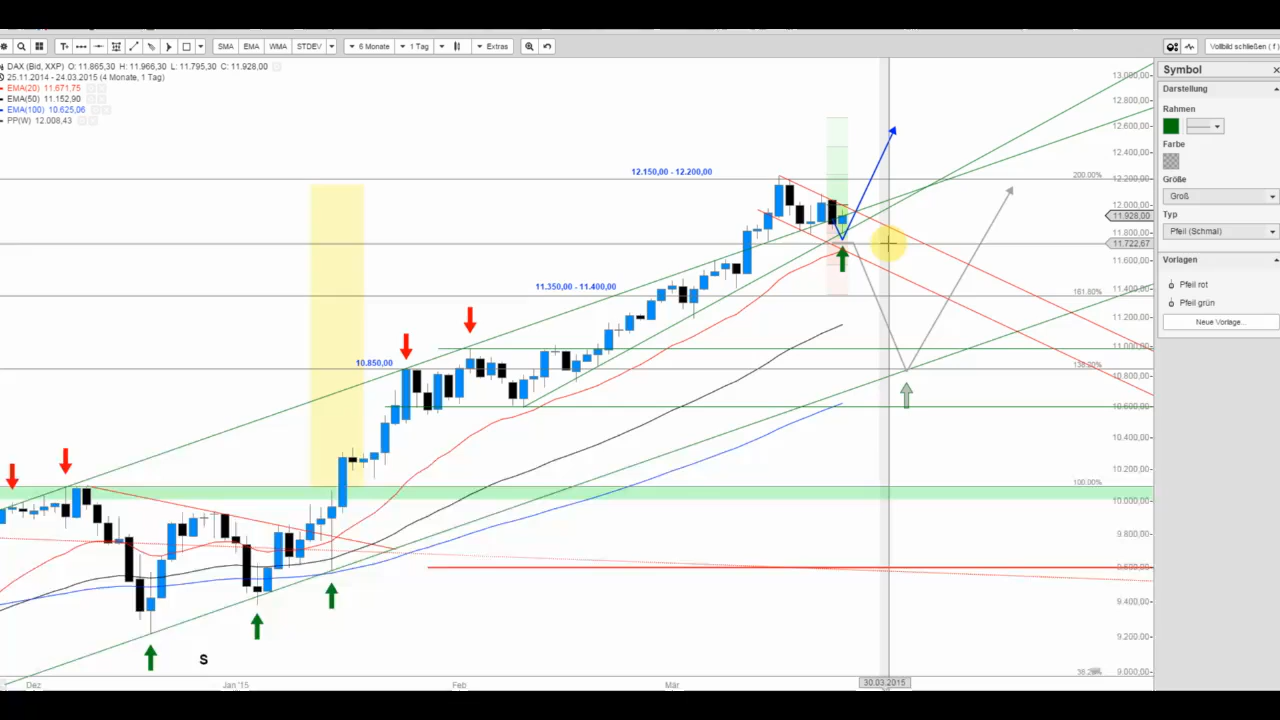 T
SMA EMA WMA STDEV 6 Monate 1 Tag Extras Vollbild schließen ( f )
DAX (Bid, XXP) O: 11.865,30 H: 11.966,30 L: 11.795,30 C: 11.928,00
25.11.2014 - 24.03.2015 (4 Monate, 1 Tag)
EMA(20) 11.671,75
EMA(50) 11.152,90
EMA(100) 10.625,06
PP(W) 12.008,43
12.150,00 - 12.200,00
11.350,00 - 11.400,00
10.850,00
S
200.00%
161.80%
138.20%
100.00%
13.000,00
12.800,00
12.600,00
12.400,00
12.200,00
12.000,00
11.928,00
11.800,00
11.722,67
11.600,00
11.400,00
11.200,00
11.000,00
10.800,00
10.600,00
10.400,00
10.200,00
10.000,00
9.800,00
9.600,00
9.400,00
9.200,00
9.000,00
Dez Jan '15 Feb Mär 30.03.2015
Symbol
Darstellung
Rahmen
Farbe
Größe
Groß
Typ
Pfeil (Schmal)
Vorlagen
Pfeil rot
Pfeil grün
Neue Vorlage...